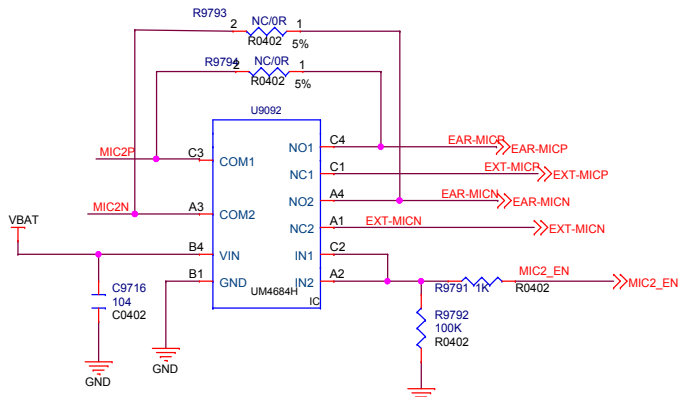 R9793
2 NC/0R 1
R0402
5%
R9794
2 NC/0R 1
R0402
5%
U9092
MIC2P C3 COM1 NO1 C4 EAR-MICP EAR-MICP
NC1 C1 EXT-MICP EXT-MICP
MIC2N A3 COM2 NO2 A4 EAR-MICN EAR-MICN
NC2 A1 EXT-MICN EXT-MICN
VBAT
B4 VIN IN1 C2
B1 GND IN2 A2
UM4684H
IC
R9791 1K
R0402
MIC2_EN
MIC2_EN
C9716
104
C0402
R9792
100K
R0402
GND
GND